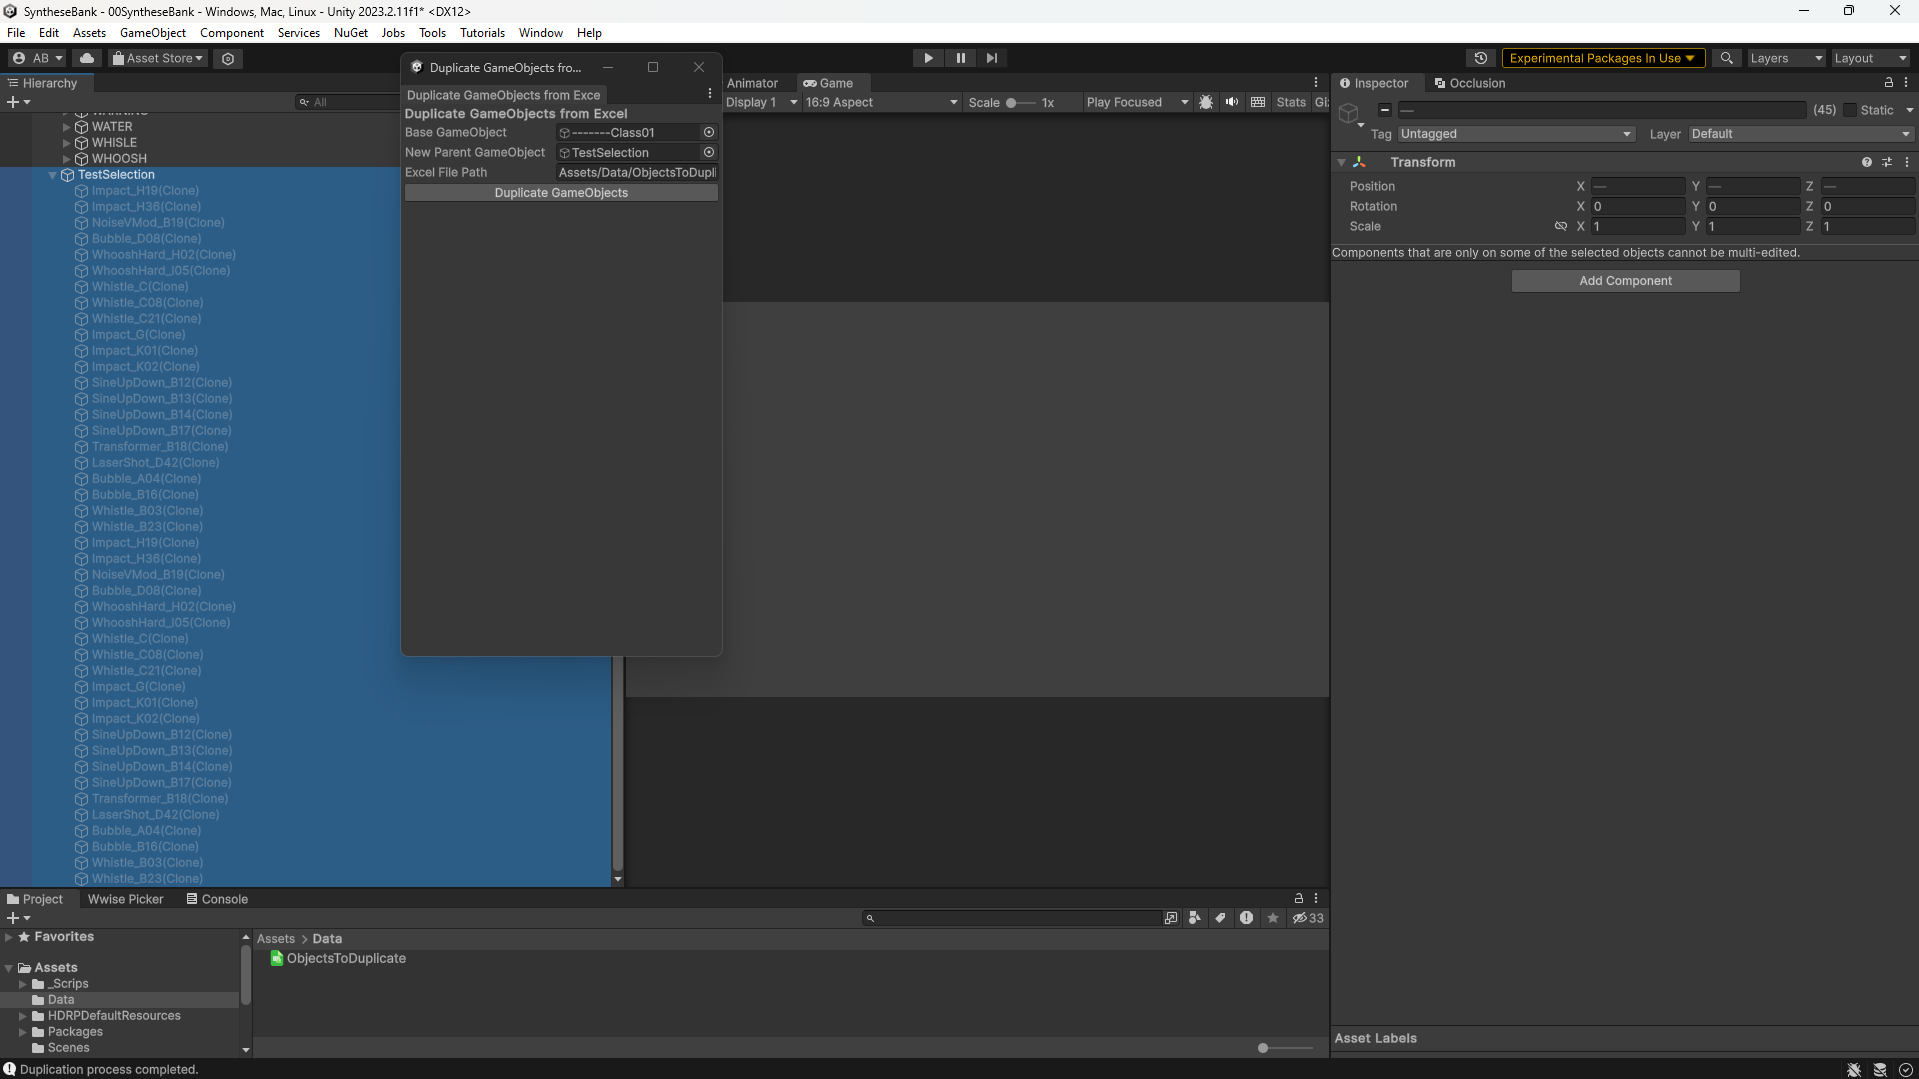 SyntheseBank - 00SyntheseBank - Windows, Mac, Linux - Unity 2023.2.11f1* <DX12>
File Edit Assets GameObject Component Services NuGet Jobs Tools Tutorials Window Help
AB Asset Store Experimental Packages In Use Layers Layout
Hierarchy
All
WARNING
WATER
WHISLE
WHOOSH
TestSelection
Impact_H19(Clone)
Impact_H36(Clone)
NoiseVMod_B19(Clone)
Bubble_D08(Clone)
WhooshHard_H02(Clone)
WhooshHard_I05(Clone)
Whistle_C(Clone)
Whistle_C08(Clone)
Whistle_C21(Clone)
Impact_G(Clone)
Impact_K01(Clone)
Impact_K02(Clone)
SineUpDown_B12(Clone)
SineUpDown_B13(Clone)
SineUpDown_B14(Clone)
SineUpDown_B17(Clone)
Transformer_B18(Clone)
LaserShot_D42(Clone)
Bubble_A04(Clone)
Bubble_B16(Clone)
Whistle_B03(Clone)
Whistle_B23(Clone)
Impact_H19(Clone)
Impact_H36(Clone)
NoiseVMod_B19(Clone)
Bubble_D08(Clone)
WhooshHard_H02(Clone)
WhooshHard_I05(Clone)
Whistle_C(Clone)
Whistle_C08(Clone)
Whistle_C21(Clone)
Impact_G(Clone)
Impact_K01(Clone)
Impact_K02(Clone)
SineUpDown_B12(Clone)
SineUpDown_B13(Clone)
SineUpDown_B14(Clone)
SineUpDown_B17(Clone)
Transformer_B18(Clone)
LaserShot_D42(Clone)
Bubble_A04(Clone)
Bubble_B16(Clone)
Whistle_B03(Clone)
Whistle_B23(Clone)
Duplicate GameObjects fro...
Duplicate GameObjects from Exce
Duplicate GameObjects from Excel
Base GameObject -------Class01
New Parent GameObject TestSelection
Excel File Path Assets/Data/ObjectsToDupli
Duplicate GameObjects
Animator Game
Display 1 16:9 Aspect Scale 1x Play Focused Stats Gi
Inspector Occlusion
— (45) Static
Tag Untagged Layer Default
Transform
Position X — Y — Z —
Rotation X 0 Y 0 Z 0
Scale X 1 Y 1 Z 1
Components that are only on some of the selected objects cannot be multi-edited.
Add Component
Asset Labels
Project Wwise Picker Console
33
Favorites
Assets
_Scrips
Data
HDRPDefaultResources
Packages
Scenes
Assets > Data
ObjectsToDuplicate
Duplication process completed.